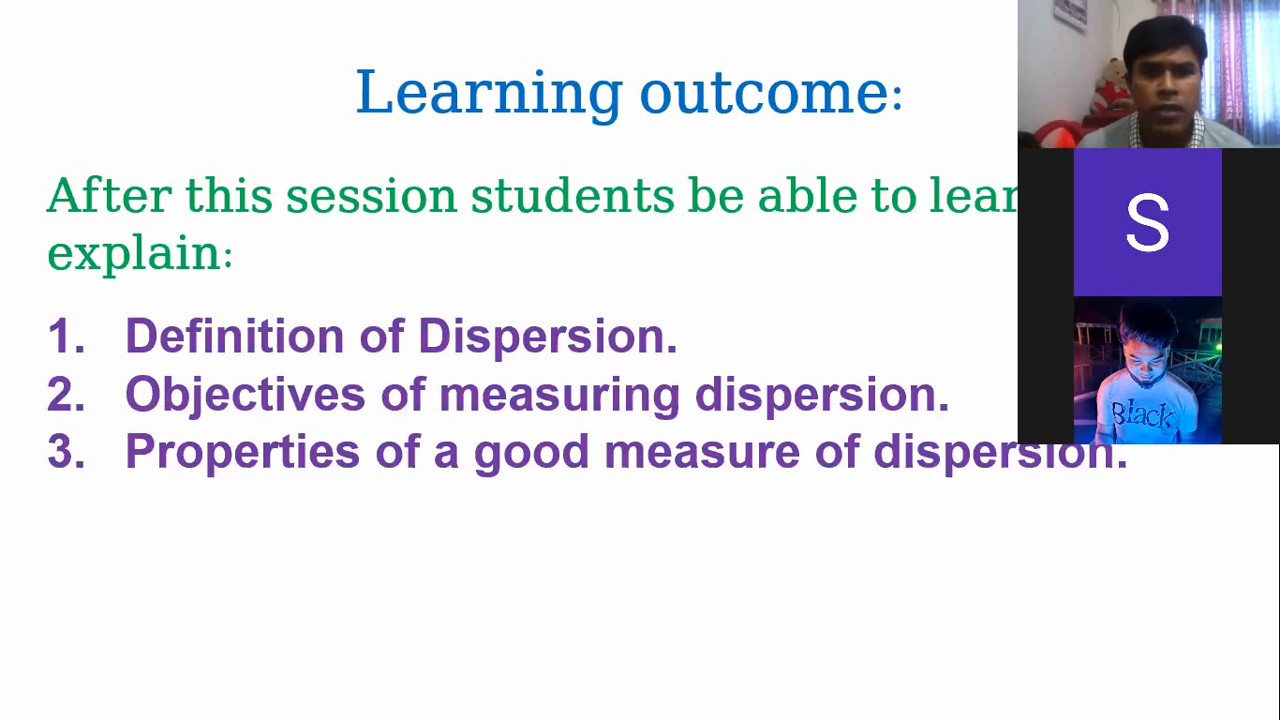 Learning outcome:
After this session students be able to lear
explain:
1. Definition of Dispersion.
2. Objectives of measuring dispersion.
3. Properties of a good measure of dispersion.
S
Black